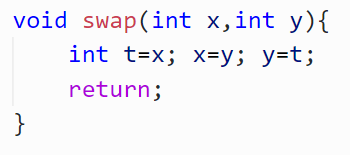 void swap(int x,int y){
    int t=x; x=y; y=t;
    return;
}